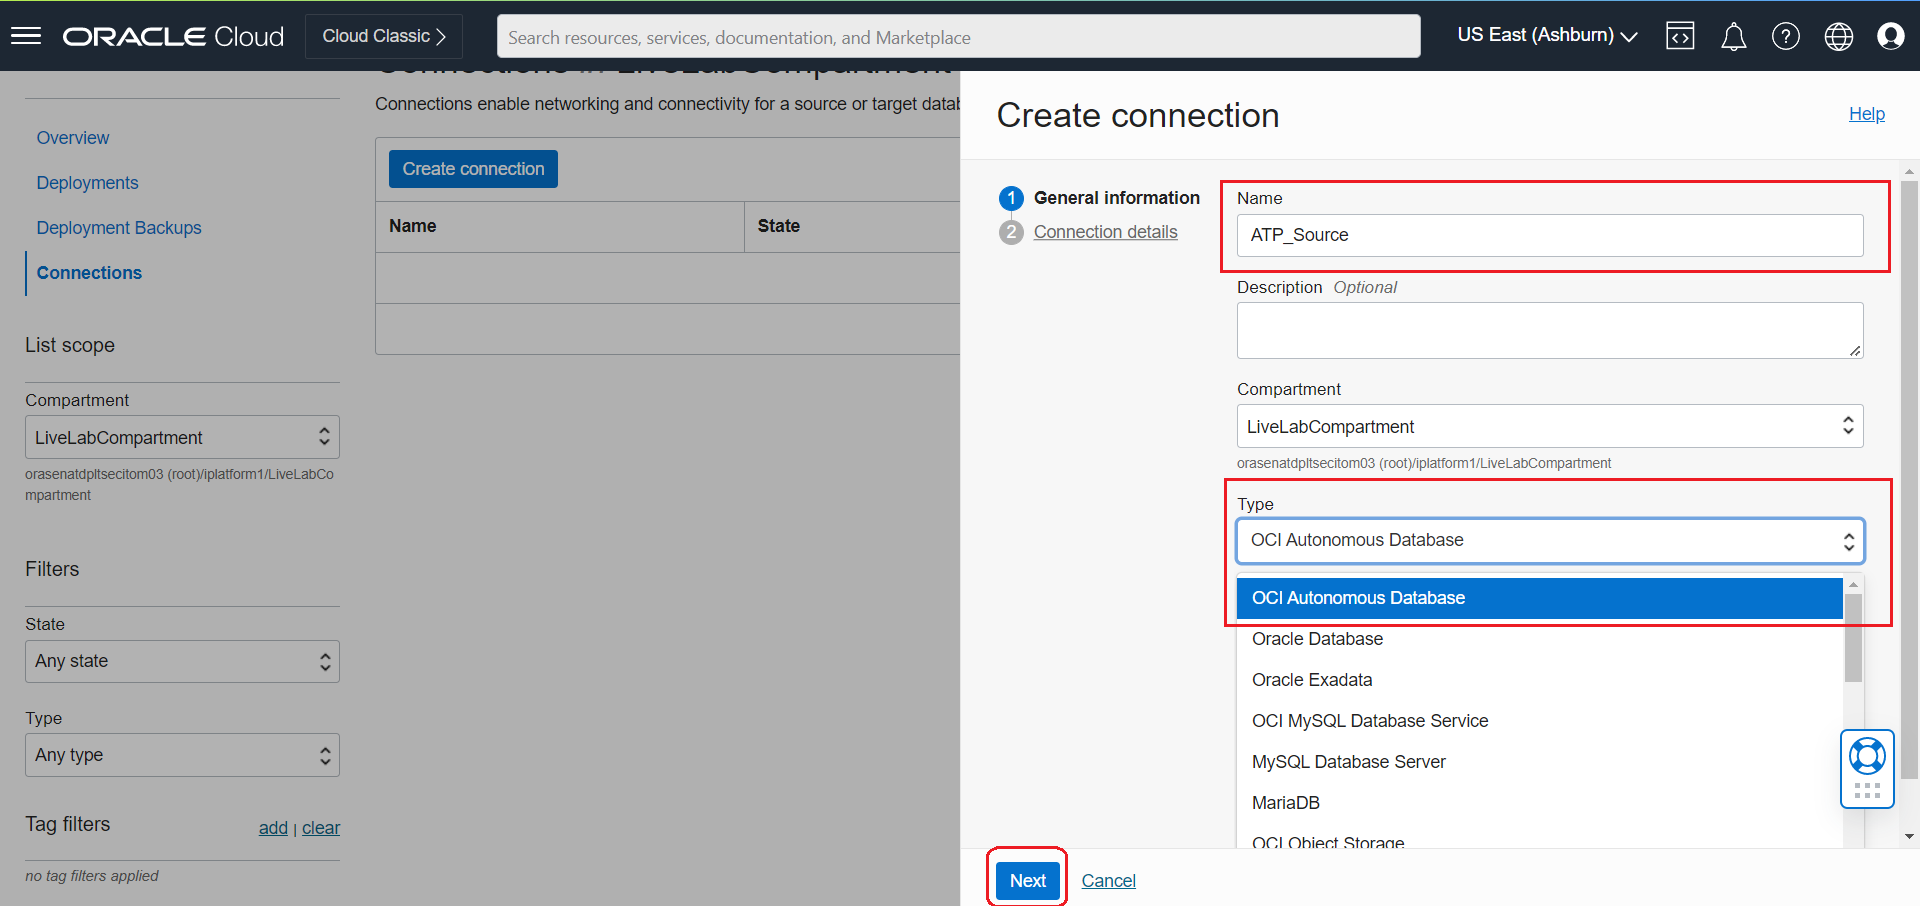 ORACLE Cloud
Cloud Classic
Search resources, services, documentation, and Marketplace
US East (Ashburn)
Overview
Deployments
Deployment Backups
Connections
List scope
Compartment
LiveLabCompartment
orasenatdpltsecitom03 (root)/iplatform1/LiveLabCo
mpartment
Filters
State
Any state
Type
Any type
Tag filters
add | clear
no tag filters applied
Connections in LiveLabCompartment
Connections enable networking and connectivity for a source or target datab
Create connection
Name State
Create connection
Help
1 General information
2 Connection details
Name
ATP_Source
Description Optional
Compartment
LiveLabCompartment
orasenatdpltsecitom03 (root)/iplatform1/LiveLabCompartment
Type
OCI Autonomous Database
OCI Autonomous Database
Oracle Database
Oracle Exadata
OCI MySQL Database Service
MySQL Database Server
MariaDB
OCI Object Storage
Next
Cancel